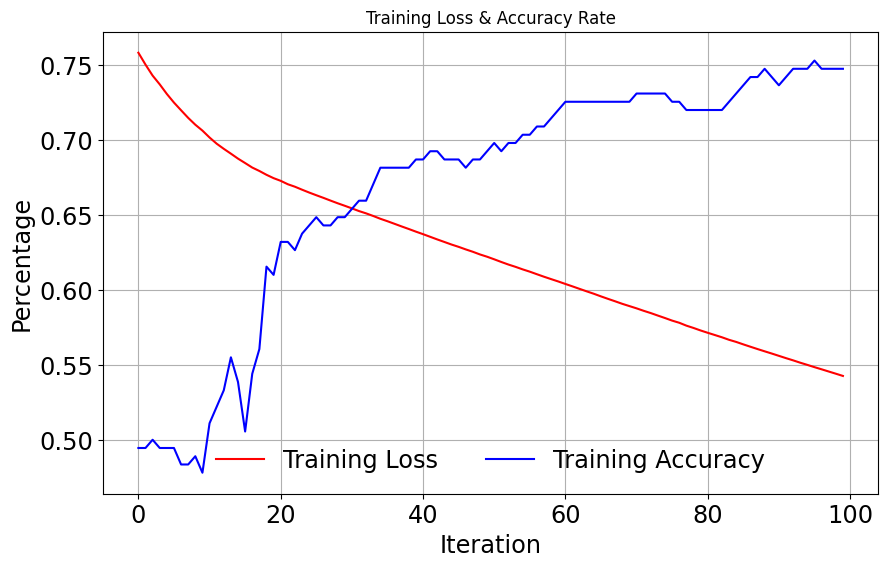 Training Loss & Accuracy Rate
0.75
0.70
0.65
0.60
0.55
0.50
Percentage
Training Loss
Training Accuracy
0 20 40 60 80 100
Iteration